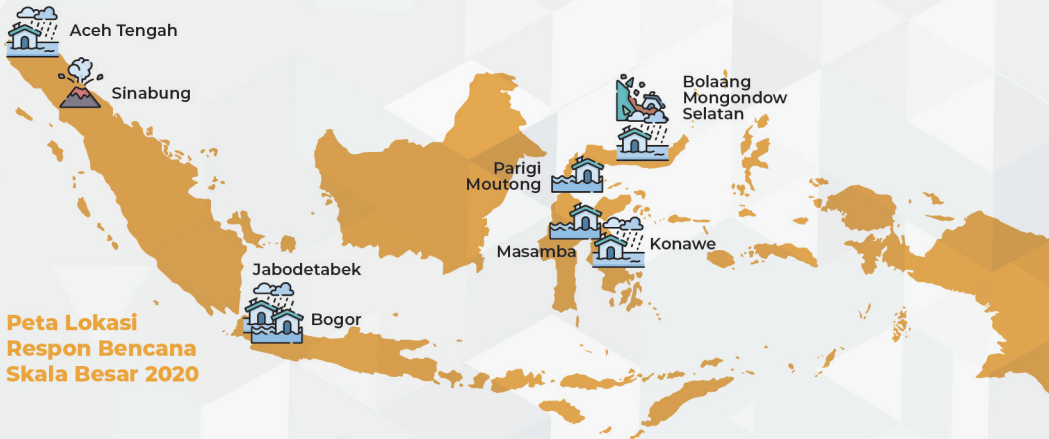 Aceh Tengah
Sinabung
Bolaang
Mongondow
Selatan
Parigi
Moutong
Masamba
Konawe
Jabodetabek
Bogor
Peta Lokasi
Respon Bencana
Skala Besar 2020